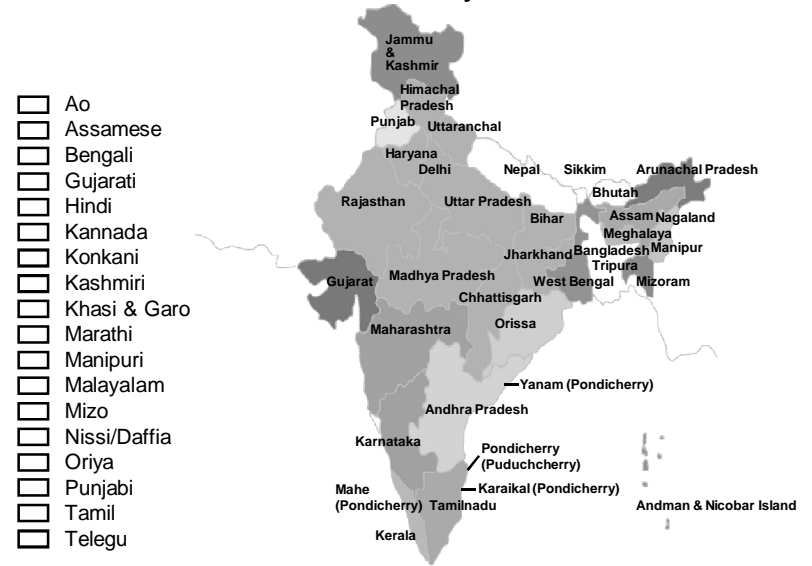 Ao
Assamese
Bengali
Gujarati
Hindi
Kannada
Konkani
Kashmiri
Khasi & Garo
Marathi
Manipuri
Malayalam
Mizo
Nissi/Daffia
Oriya
Punjabi
Tamil
Telegu
Jammu
&
Kashmir
Himachal
Pradesh
Punjab
Uttaranchal
Haryana
Delhi
Nepal
Sikkim
Arunachal Pradesh
Bhutah
Rajasthan
Uttar Pradesh
Bihar
Assam
Nagaland
Meghalaya
Jharkhand
Bangladesh
Manipur
Tripura
Gujarat
Madhya Pradesh
West Bengal
Mizoram
Chhattisgarh
Maharashtra
Orissa
Yanam (Pondicherry)
Andhra Pradesh
Karnataka
Pondicherry
(Puduchcherry)
Mahe
(Pondicherry)
Karaikal (Pondicherry)
Tamilnadu
Andman & Nicobar Island
Kerala